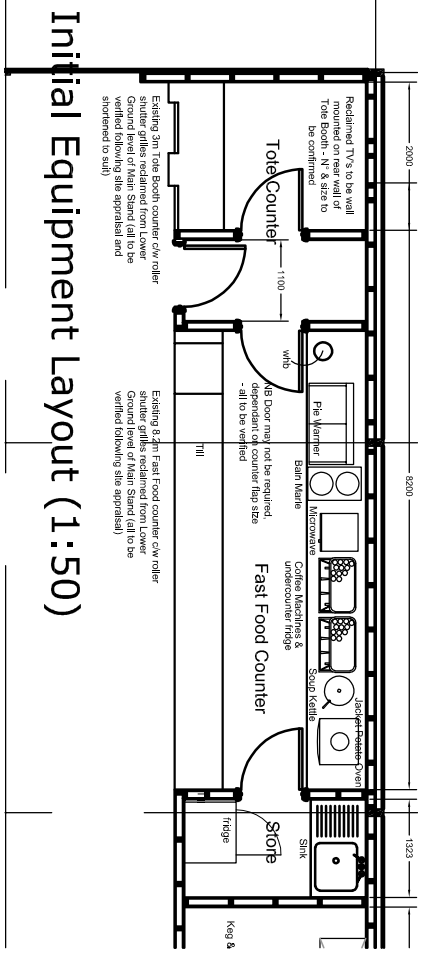 2000
8200
1323
1100
Reclaimed TV's to be wall
mounted on rear wall of
Tote Booth - N° & size to
be confirmed
Tote Counter
Existing 3m Tote Booth counter c/w roller
shutter grilles reclaimed from Lower
Ground level of Main Stand (all to be
verified following site appraisal and
shortened to suit)
whb
Pie Warmer
Bain Marie
Microwave
Coffee Machines &
undercounter fridge
Soup Kettle
Jacket Potato Oven
NB Door may not be required,
dependant on counter flap size
- all to be verified
Fast Food Counter
Till
Existing 8.2m Fast Food counter c/w roller
shutter grilles reclaimed from Lower
Ground level of Main Stand (all to be
verified following site appraisal)
Sink
Store
fridge
Keg &
Initial Equipment Layout (1:50)